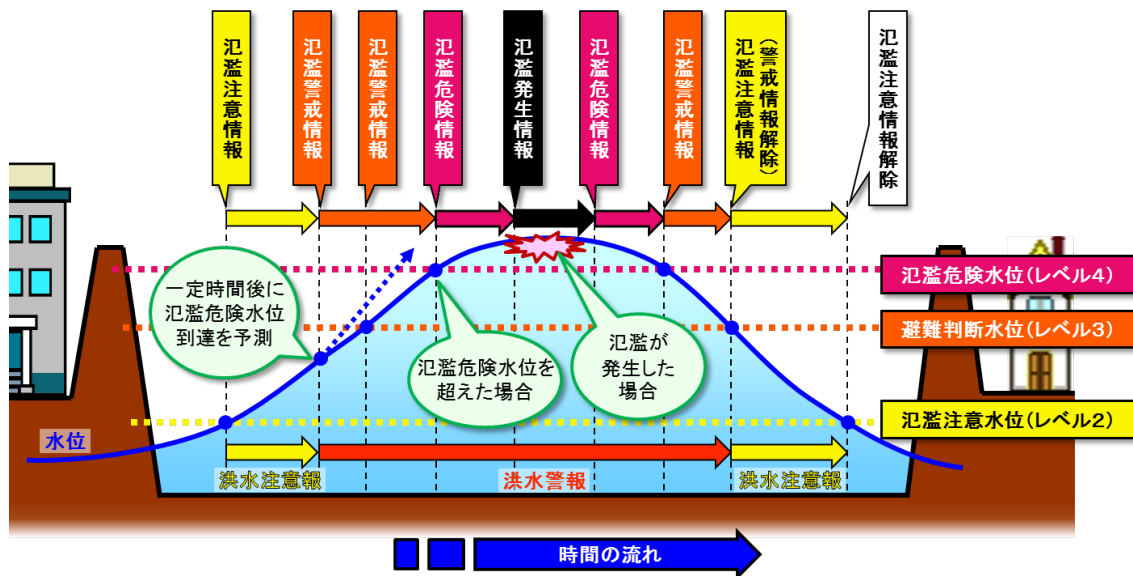 氾濫注意情報
氾濫警戒情報
氾濫警戒情報
氾濫危険情報
氾濫発生情報
氾濫危険情報
氾濫警戒情報
氾濫注意情報
（警戒情報解除）
氾濫注意情報解除
一定時間後に
氾濫危険水位
到達を予測
氾濫危険水位を
超えた場合
氾濫が
発生した
場合
氾濫危険水位(レベル4)
避難判断水位(レベル3)
氾濫注意水位(レベル2)
水位
洪水注意報
洪水警報
洪水注意報
時間の流れ